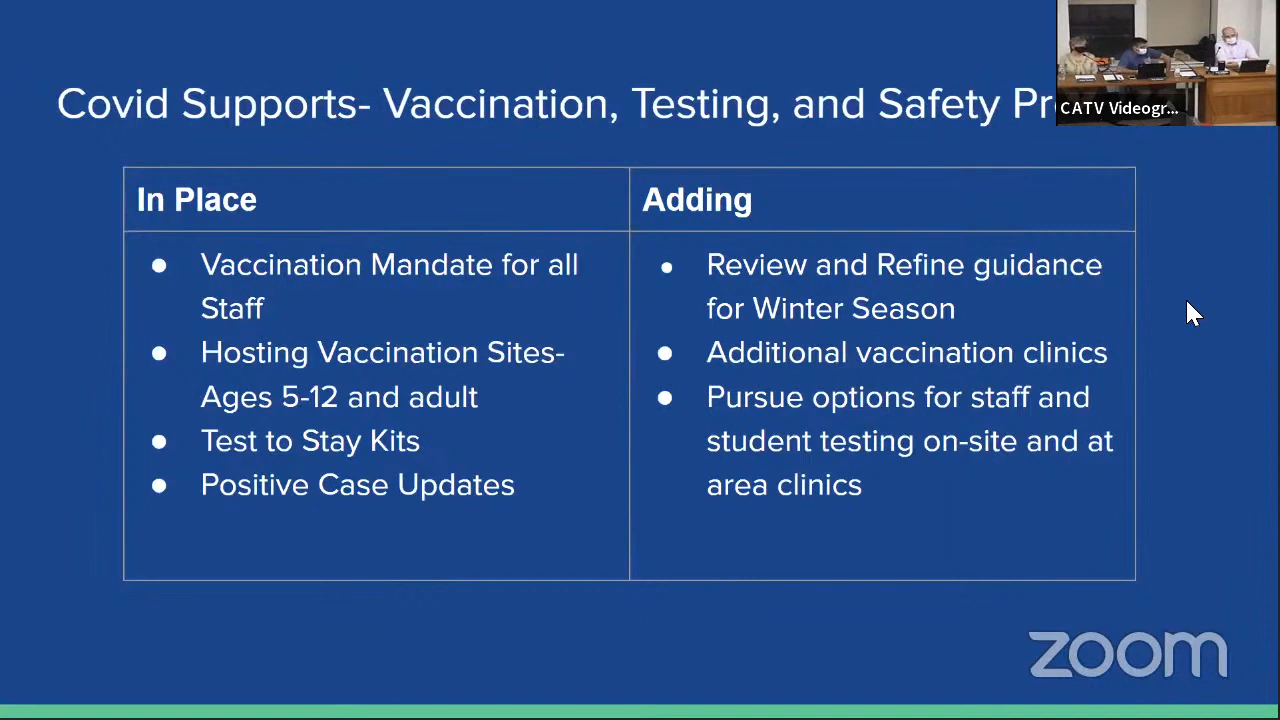 Covid Supports- Vaccination, Testing, and Safety
CATV Videogr...
In Place
Adding
Vaccination Mandate for all
Staff
Hosting Vaccination Sites-
Ages 5-12 and adult
Test to Stay Kits
Positive Case Updates
Review and Refine guidance
for Winter Season
Additional vaccination clinics
Pursue options for staff and
student testing on-site and at
area clinics
zoom